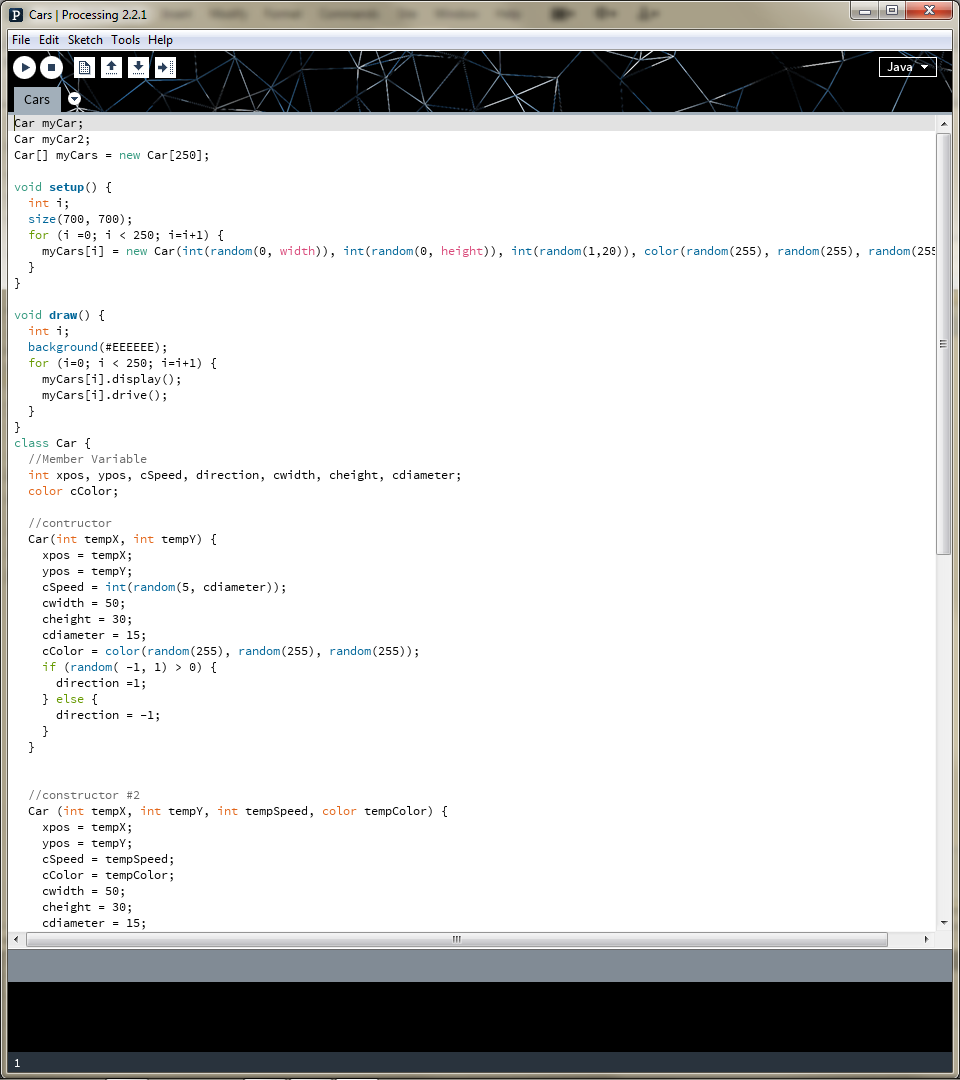 Cars | Processing 2.2.1
File Edit Sketch Tools Help
Java
Cars
Car myCar;
Car myCar2;
Car[] myCars = new Car[250];
void setup() {
  int i;
  size(700, 700);
  for (i =0; i < 250; i=i+1) {
    myCars[i] = new Car(int(random(0, width)), int(random(0, height)), int(random(1,20)), color(random(255), random(255), random(255
  }
}
void draw() {
  int i;
  background(#EEEEEE);
  for (i=0; i < 250; i=i+1) {
    myCars[i].display();
    myCars[i].drive();
  }
}
class Car {
  //Member Variable
  int xpos, ypos, cSpeed, direction, cwidth, cheight, cdiameter;
  color cColor;
  //contructor
  Car(int tempX, int tempY) {
    xpos = tempX;
    ypos = tempY;
    cSpeed = int(random(5, cdiameter));
    cwidth = 50;
    cheight = 30;
    cdiameter = 15;
    cColor = color(random(255), random(255), random(255));
    if (random( -1, 1) > 0) {
      direction =1;
    } else {
      direction = -1;
    }
  }
  //constructor #2
  Car (int tempX, int tempY, int tempSpeed, color tempColor) {
    xpos = tempX;
    ypos = tempY;
    cSpeed = tempSpeed;
    cColor = tempColor;
    cwidth = 50;
    cheight = 30;
    cdiameter = 15;
1